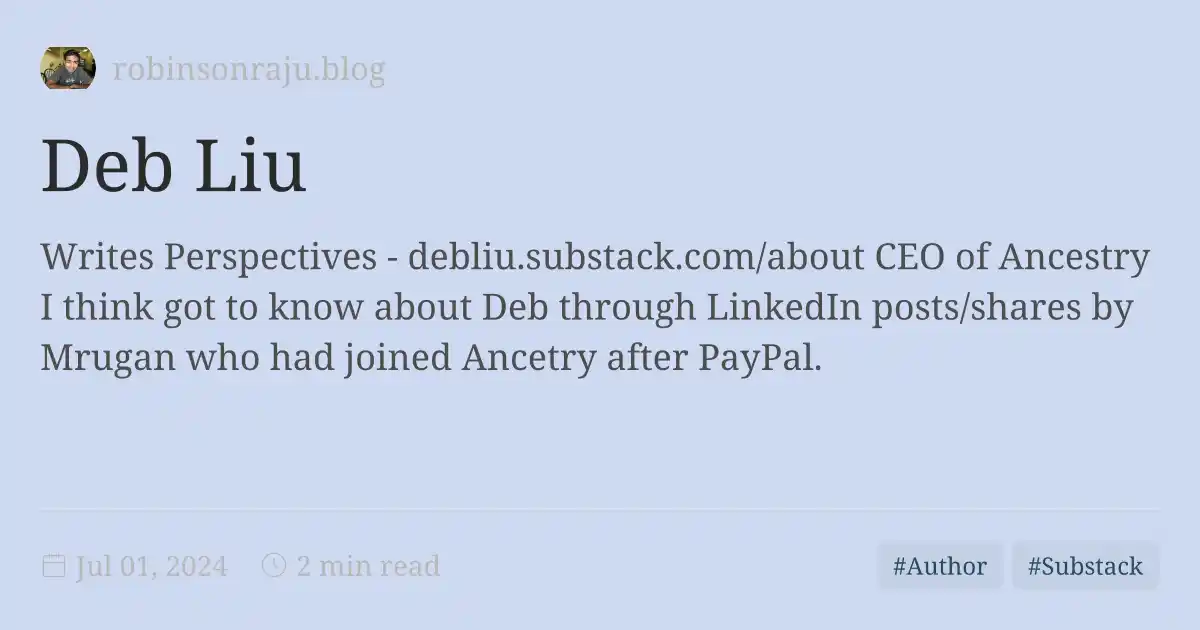 robinsonraju.blog
Deb Liu
Writes Perspectives - debliu.substack.com/about CEO of Ancestry
I think got to know about Deb through LinkedIn posts/shares by
Mrugan who had joined Ancetry after PayPal.
Jul 01, 2024 2 min read #Author #Substack